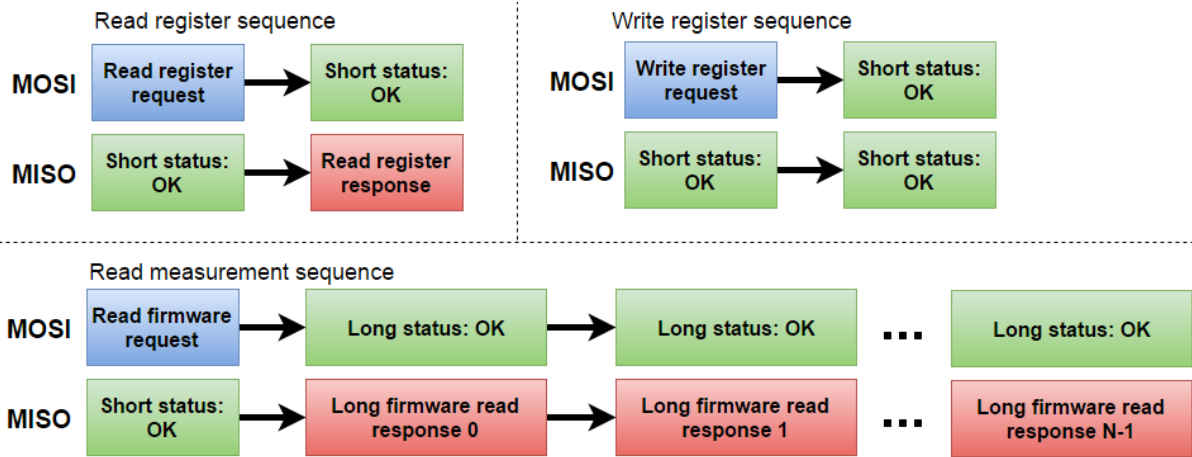 Read register sequence
MOSI
Read register
request
Short status:
OK
MISO
Short status:
OK
Read register
response
Write register sequence
MOSI
Write register
request
Short status:
OK
MISO
Short status:
OK
Short status:
OK
Read measurement sequence
MOSI
Read firmware
request
Long status: OK
Long status: OK
...
Long status: OK
MISO
Short status:
OK
Long firmware read
response 0
Long firmware read
response 1
...
Long firmware read
response N-1